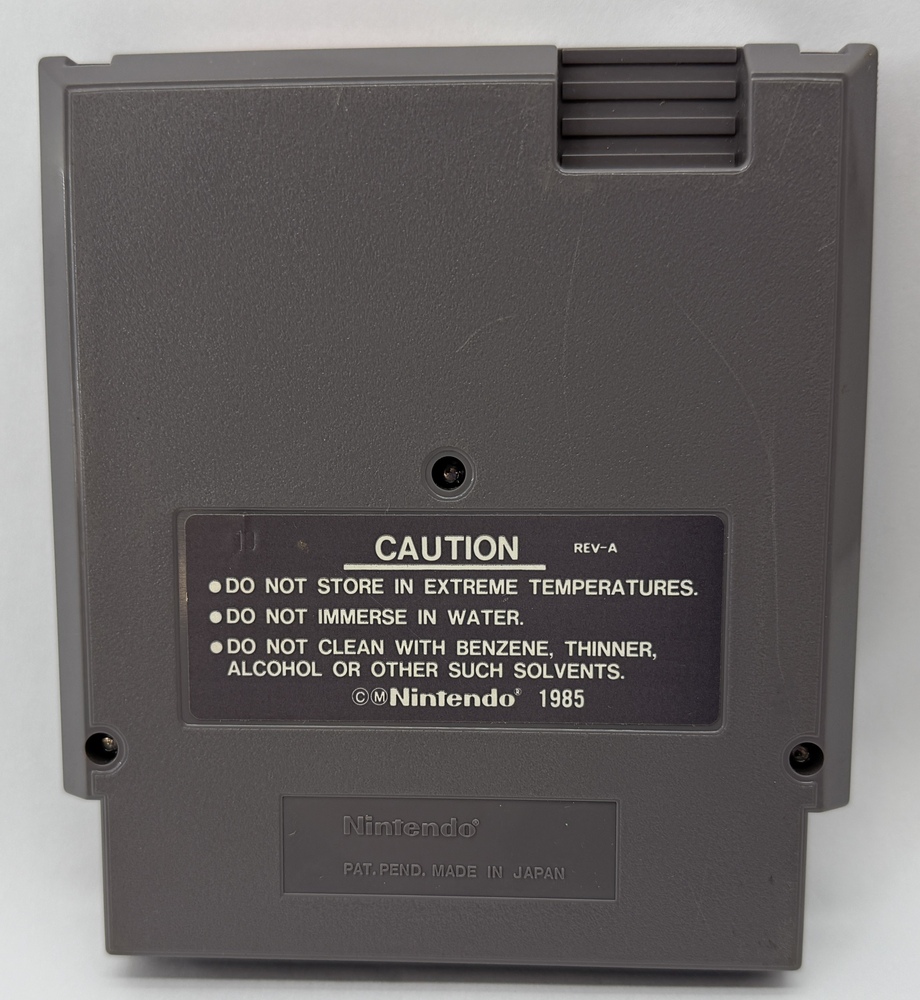 CAUTION REV-A
●DO NOT STORE IN EXTREME TEMPERATURES.
●DO NOT IMMERSE IN WATER.
●DO NOT CLEAN WITH BENZENE, THINNER,
ALCOHOL OR OTHER SUCH SOLVENTS.
©ⓂNintendo® 1985
Nintendo®
PAT. PEND. MADE IN JAPAN